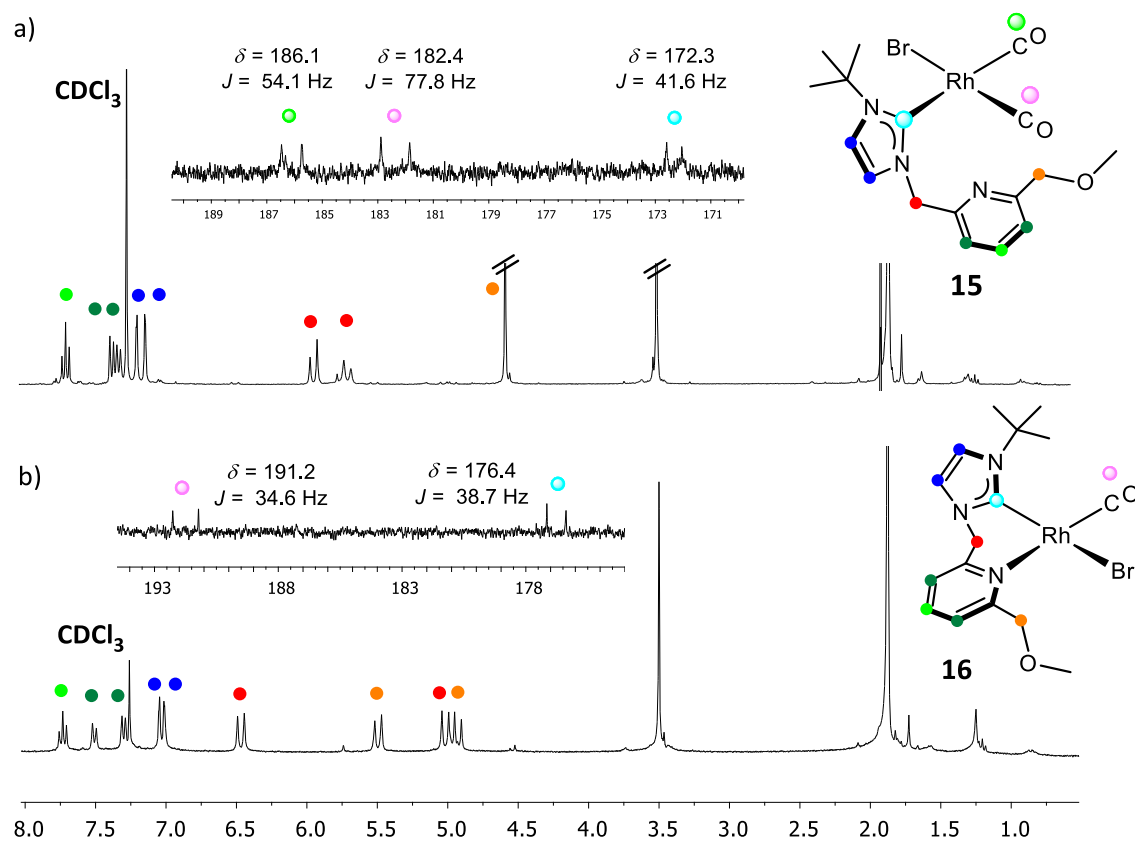 a)
CDCl3
δ = 186.1
J = 54.1 Hz
δ = 182.4
J = 77.8 Hz
δ = 172.3
J = 41.6 Hz
189 187 185 183 181 179 177 175 173 171
Br
Rh
CO
CO
N
N
N
O
15
b)
CDCl3
δ = 191.2
J = 34.6 Hz
δ = 176.4
J = 38.7 Hz
193 188 183 178
N
N
Rh
CO
Br
N
O
16
8.0 7.5 7.0 6.5 6.0 5.5 5.0 4.5 4.0 3.5 3.0 2.5 2.0 1.5 1.0